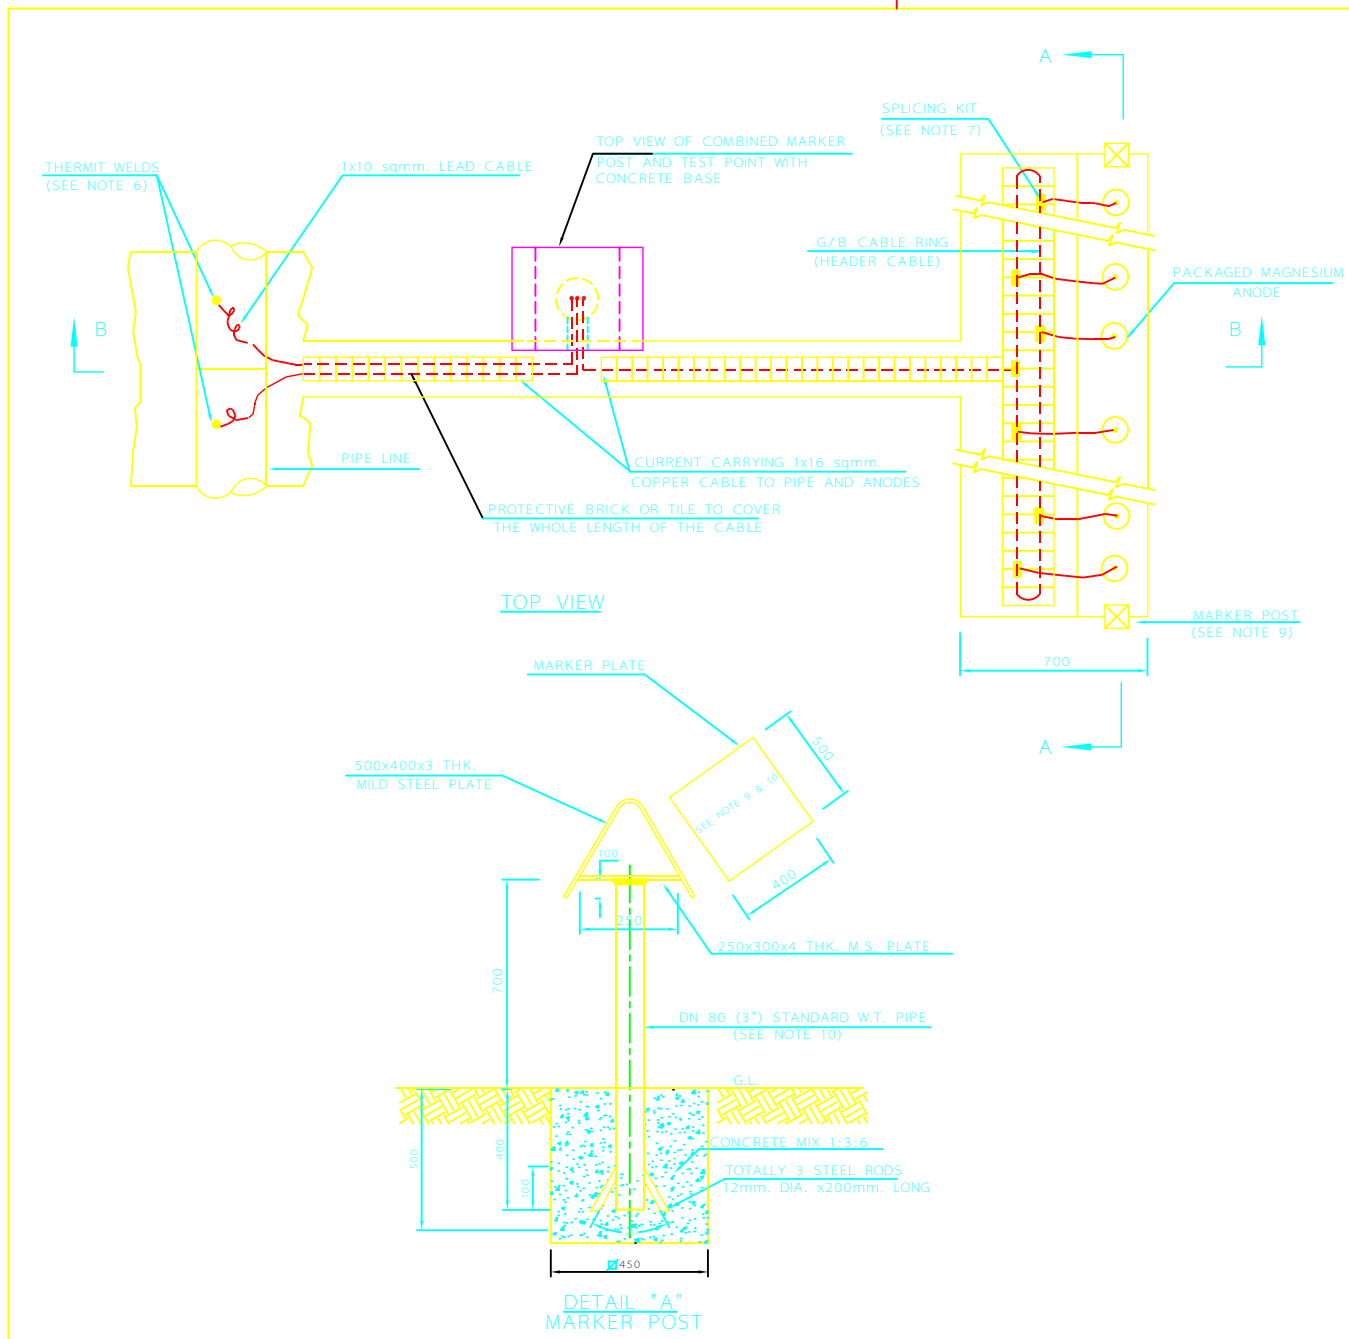 A
SPLICING KIT
(SEE NOTE 7)
TOP VIEW OF COMBINED MARKER
POST AND TEST POINT WITH
CONCRETE BASE
THERMIT WELDS
(SEE NOTE 6)
1x10 sqmm. LEAD CABLE
G/B CABLE RING
(HEADER CABLE)
PACKAGED MAGNESIUM
ANODE
B
B
PIPE LINE
CURRENT CARRYING 1x16 sqmm.
COPPER CABLE TO PIPE AND ANODES
PROTECTIVE BRICK OR TILE TO COVER
THE WHOLE LENGTH OF THE CABLE
TOP VIEW
MARKER POST
(SEE NOTE 9)
700
A
MARKER PLATE
500
500x400x3 THK.
MILD STEEL PLATE
SEE NOTE 9 & 10
100
400
250
250x300x4 THK. M.S. PLATE
700
DN 80 (3") STANDARD W.T. PIPE
(SEE NOTE 10)
G.L.
500
400
CONCRETE MIX 1:3:6
100
TOTALLY 3 STEEL RODS
12mm. DIA. x200mm. LONG
450
DETAIL "A"
MARKER POST